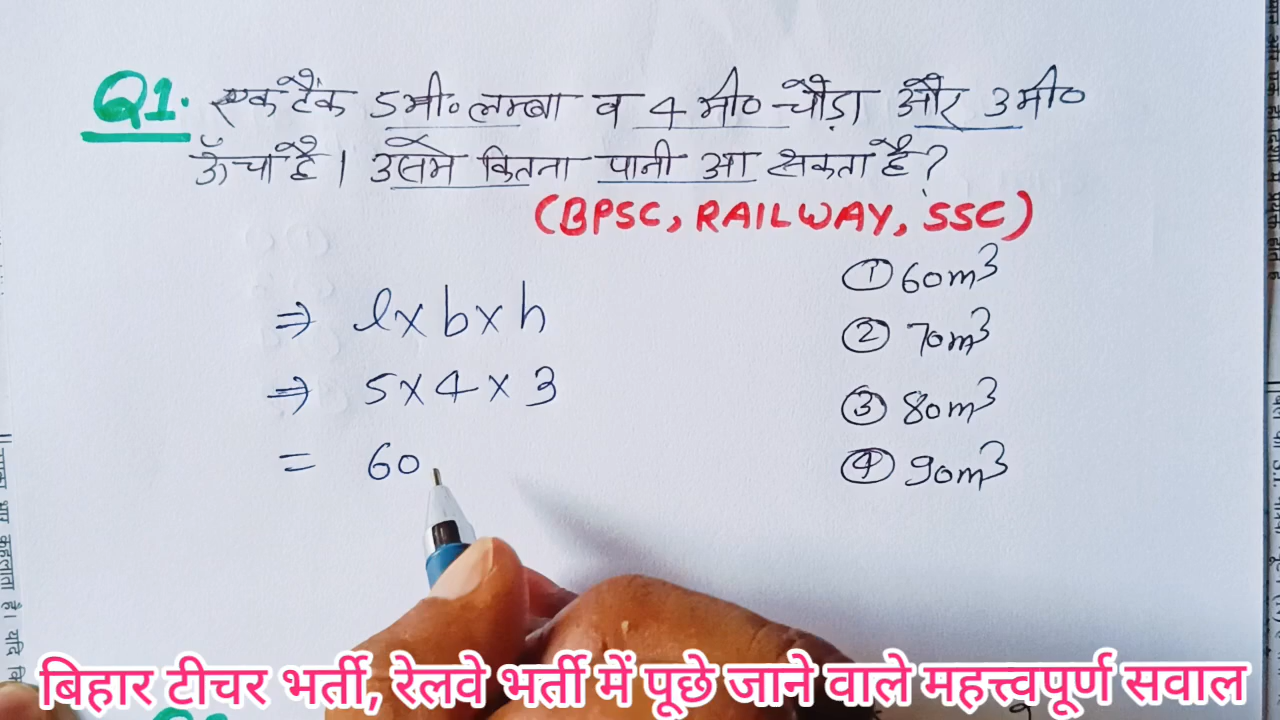 Q1. एक टैंक 5मी० लम्बा व 4 मी० चौड़ा और 3मी०
ऊँचा है। उसमे कितना पानी आ सकता है?
(BPSC, RAILWAY, SSC)
⇒ l×b×h
⇒ 5×4×3
= 60
① 60m³
② 70m³
③ 80m³
④ 90m³
बिहार टीचर भर्ती, रेलवे भर्ती में पूछे जाने वाले महत्त्वपूर्ण सवाल